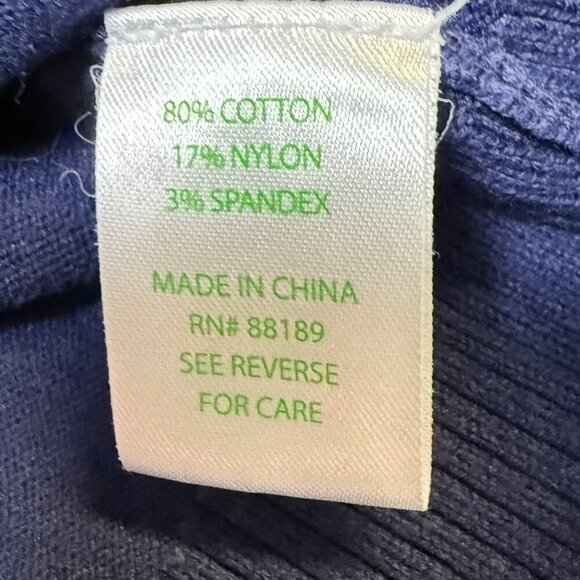 80% COTTON
17% NYLON
3% SPANDEX
MADE IN CHINA
RN# 88189
SEE REVERSE
FOR CARE